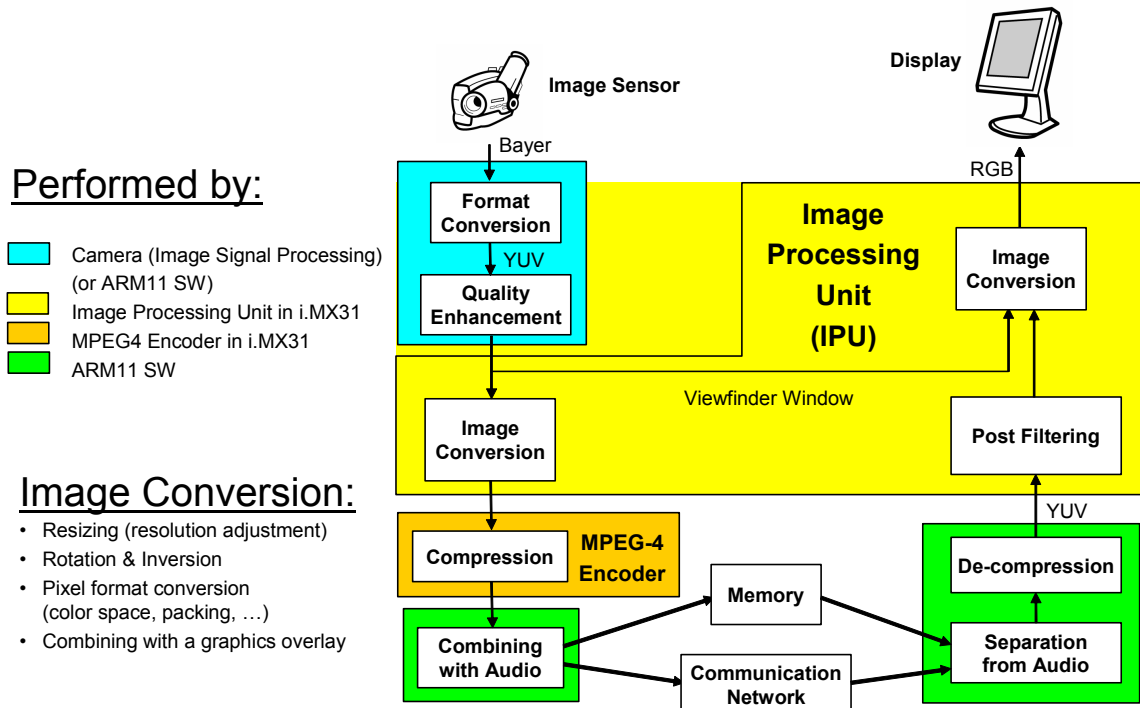 Image Sensor
Display
Bayer
RGB
Performed by:
Camera (Image Signal Processing)
(or ARM11 SW)
Image Processing Unit in i.MX31
MPEG4 Encoder in i.MX31
ARM11 SW
Format
Conversion
YUV
Quality
Enhancement
Image
Processing
Unit
(IPU)
Image
Conversion
Viewfinder Window
Image
Conversion
Post Filtering
YUV
Image Conversion:
• Resizing (resolution adjustment)
• Rotation & Inversion
• Pixel format conversion
(color space, packing, …)
• Combining with a graphics overlay
Compression
MPEG-4
Encoder
De-compression
Memory
Combining
with Audio
Communication
Network
Separation
from Audio